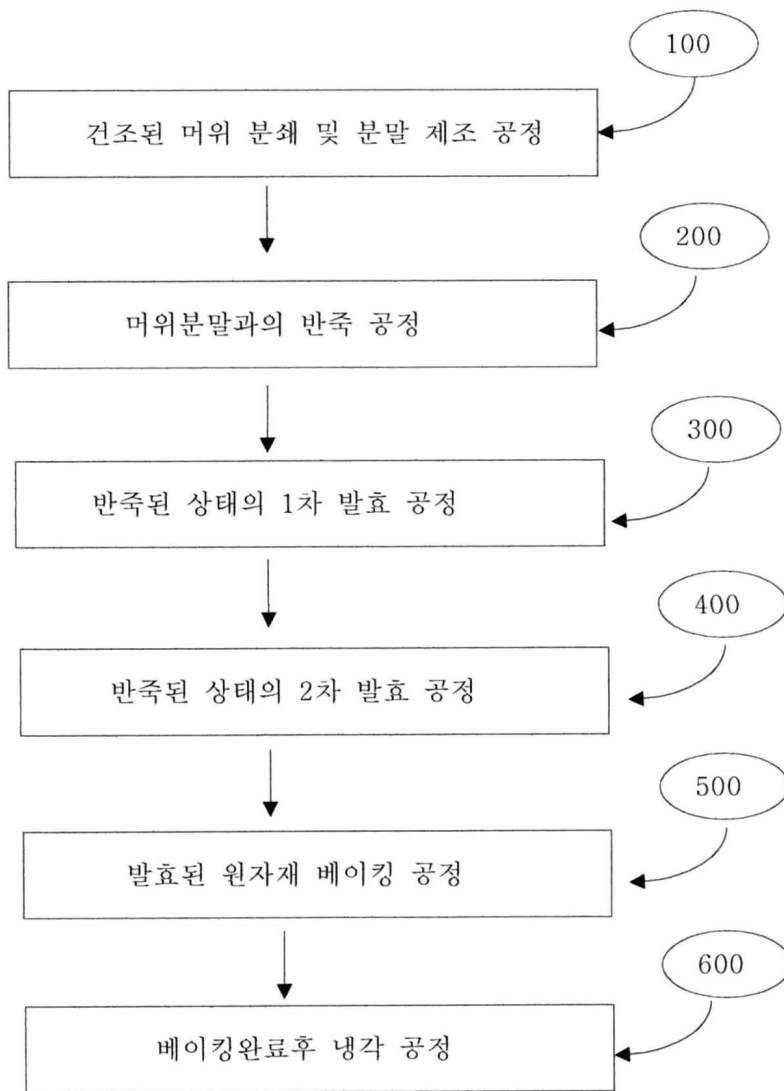 100
건조된 머위 분쇄 및 분말 제조 공정
200
머위분말과의 반죽 공정
300
반죽된 상태의 1차 발효 공정
400
반죽된 상태의 2차 발효 공정
500
발효된 원자재 베이킹 공정
600
베이킹완료후 냉각 공정